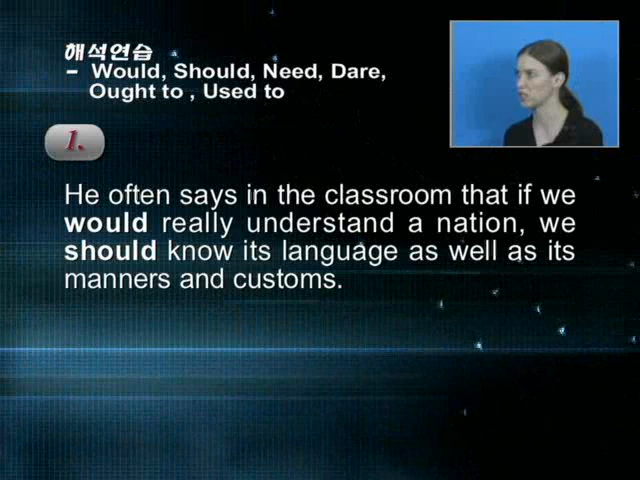 해석연습
- Would, Should, Need, Dare,
Ought to , Used to
1.
He often says in the classroom that if we
would really understand a nation, we
should know its language as well as its
manners and customs.